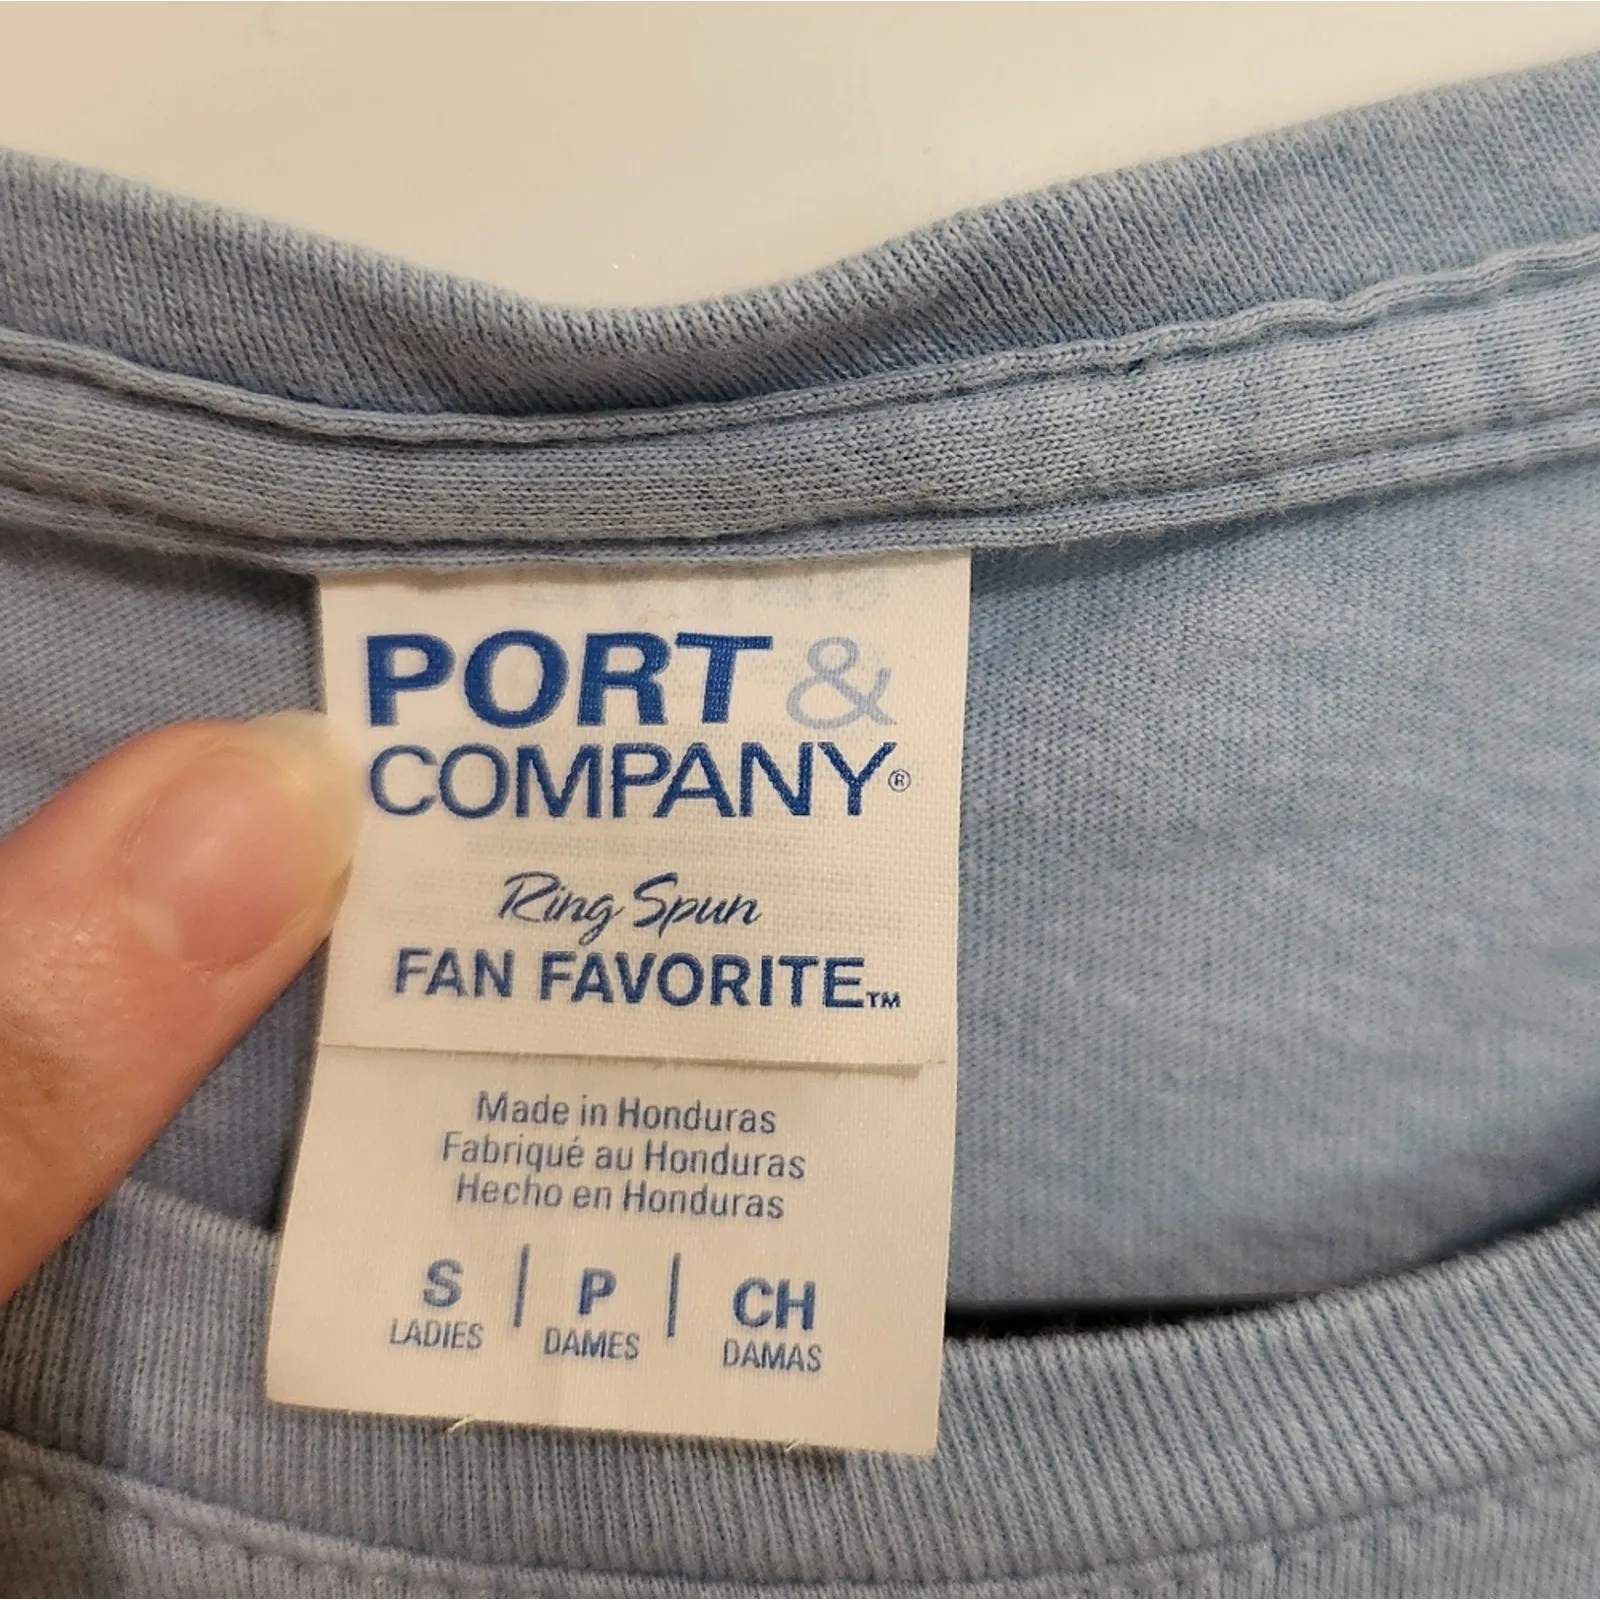 PORT &
COMPANY®
Ring Spun
FAN FAVORITE™
Made in Honduras
Fabriqué au Honduras
Hecho en Honduras
S | P | CH
LADIES DAMES DAMAS